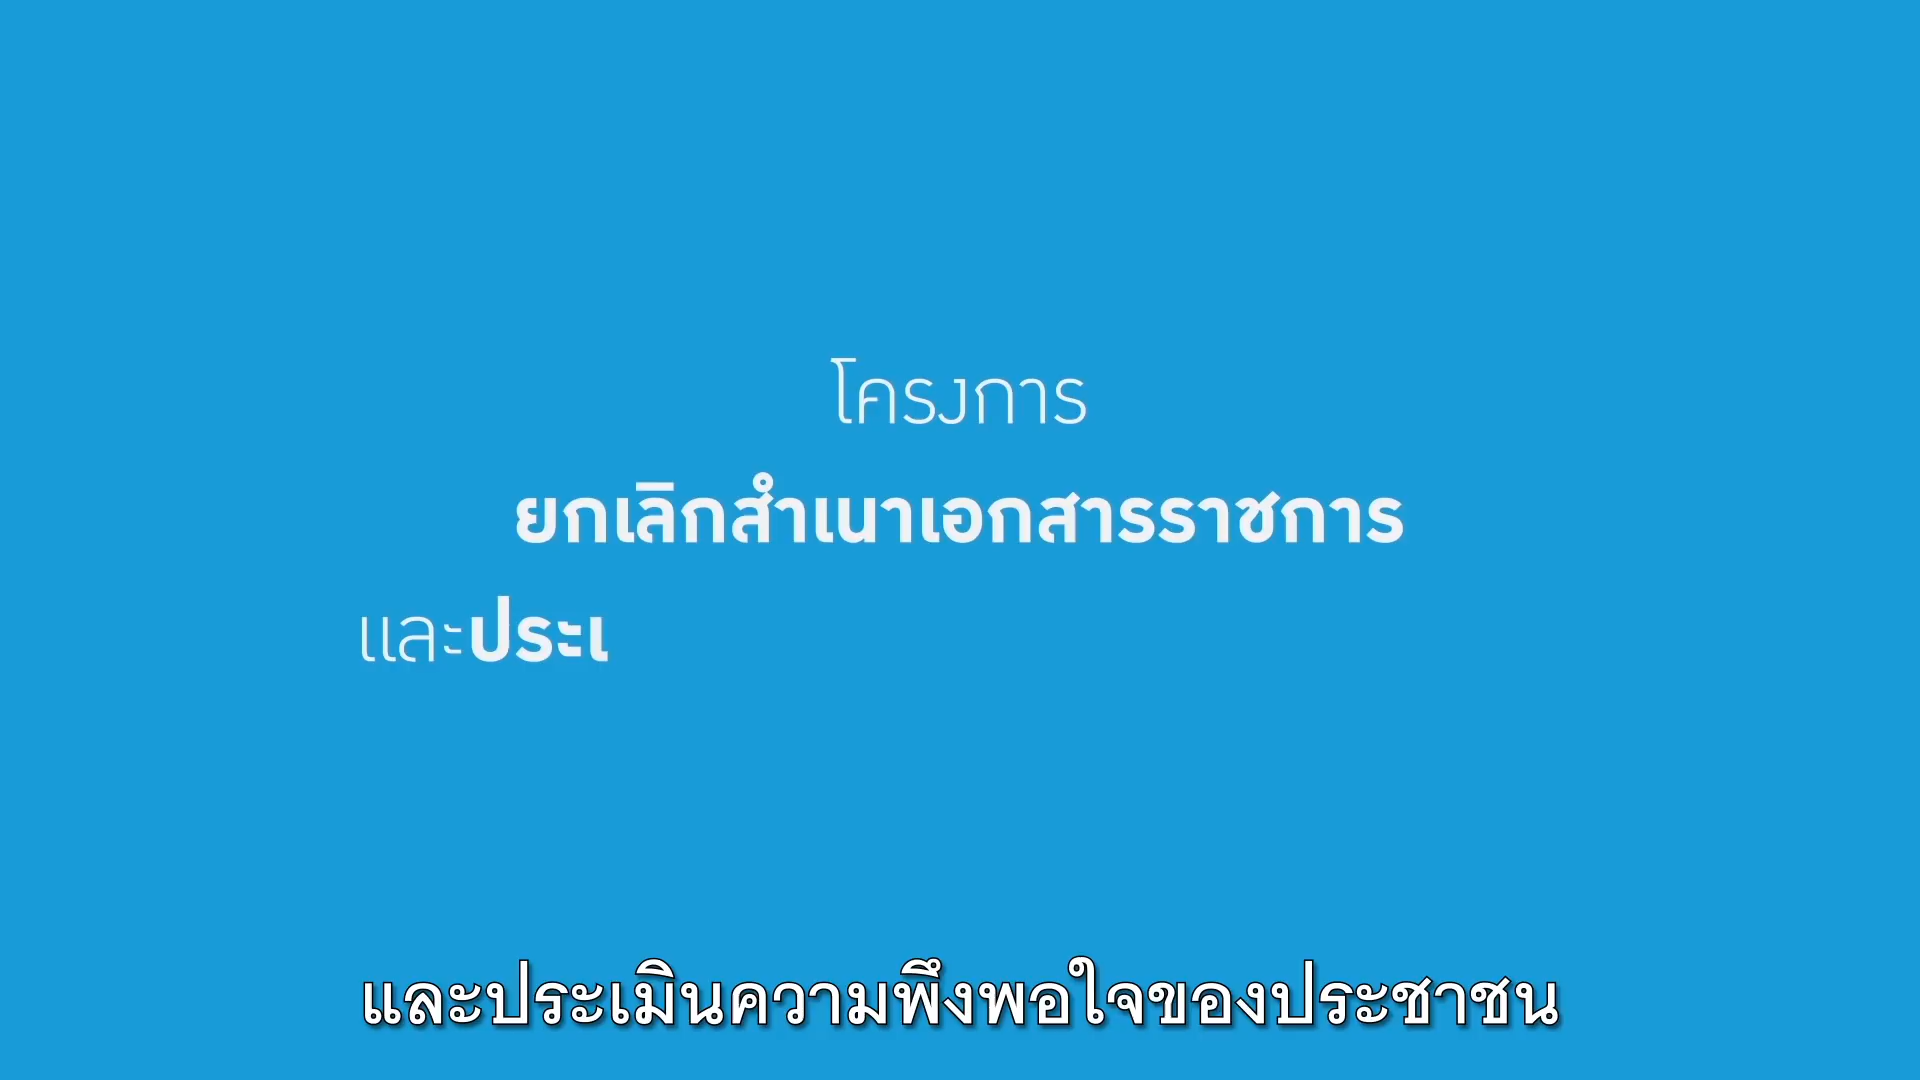 โครงการ
ยกเลิกสำเนาเอกสารราชการ
และประเ
และประเมินความพึงพอใจของประชาชน